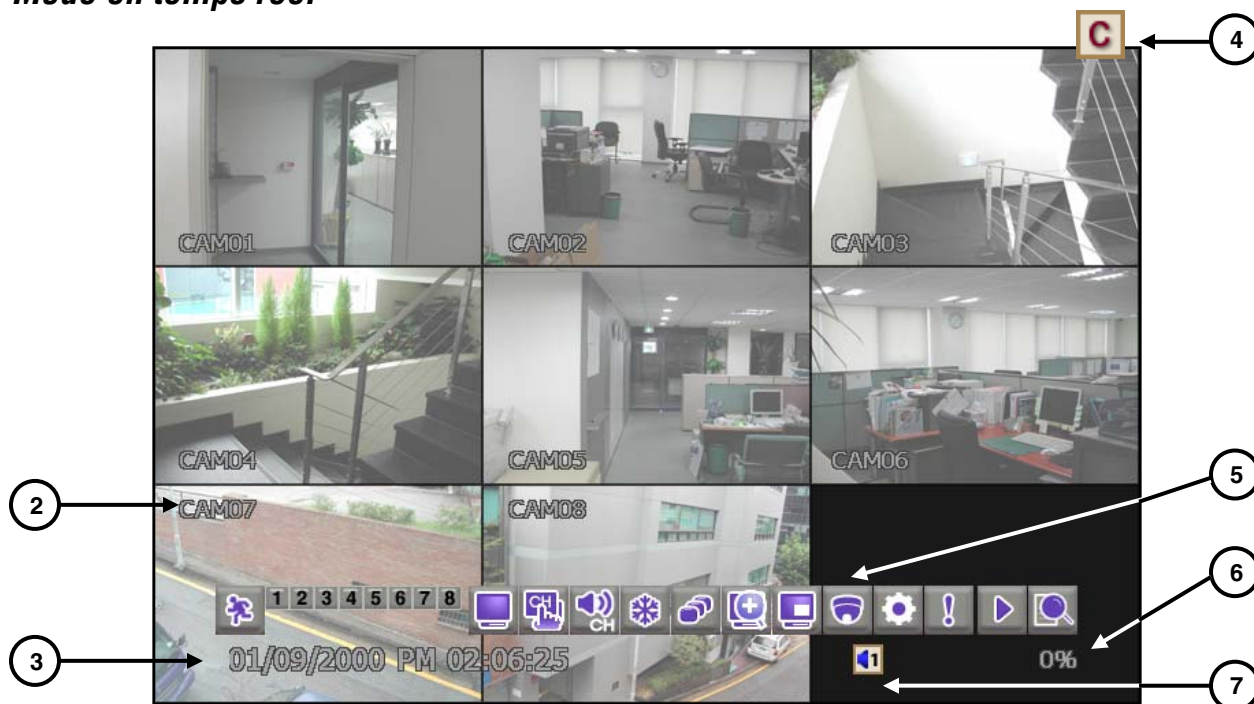 Mode en temps réel
C
4
CAM01
CAM02
CAM03
CAM04
CAM05
CAM06
5
2
CAM07
CAM08
6
1 2 3 4 5 6 7 8
CH
CH
3
01/09/2000 PM 02:06:25
1
0%
7